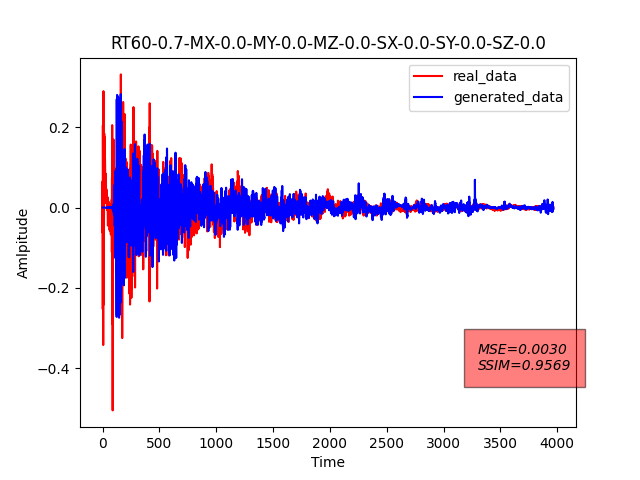 RT60-0.7-MX-0.0-MY-0.0-MZ-0.0-SX-0.0-SY-0.0-SZ-0.0
real_data
generated_data
0.2
0.0
−0.2
−0.4
Amlpitude
MSE=0.0030
SSIM=0.9569
0 500 1000 1500 2000 2500 3000 3500 4000
Time